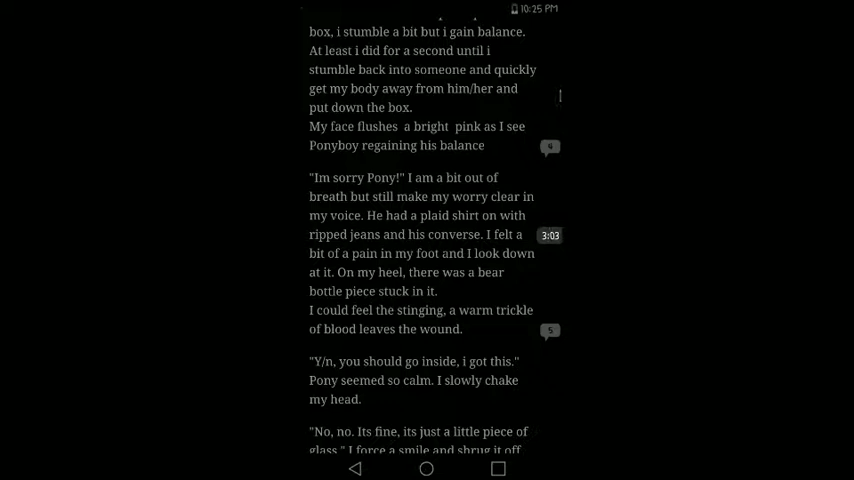 10:25 PM
box, i stumble a bit but i gain balance.
At least i did for a second until i
stumble back into someone and quickly
get my body away from him/her and
put down the box.
My face flushes a bright pink as I see
Ponyboy regaining his balance
4
"Im sorry Pony!" I am a bit out of
breath but still make my worry clear in
my voice. He had a plaid shirt on with
ripped jeans and his converse. I felt a
3:03
bit of a pain in my foot and I look down
at it. On my heel, there was a bear
bottle piece stuck in it.
I could feel the stinging, a warm trickle
of blood leaves the wound.
5
"Y/n, you should go inside, i got this."
Pony seemed so calm. I slowly chake
my head.
"No, no. Its fine, its just a little piece of
glass." I force a smile and shrug it off